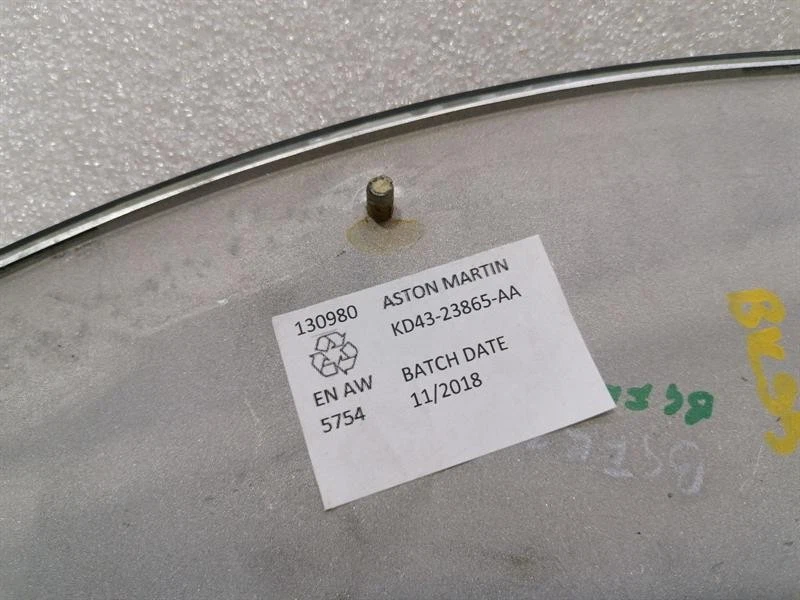 130980
EN AW
5754
ASTON MARTIN
KD43-23865-AA
BATCH DATE
11/2018